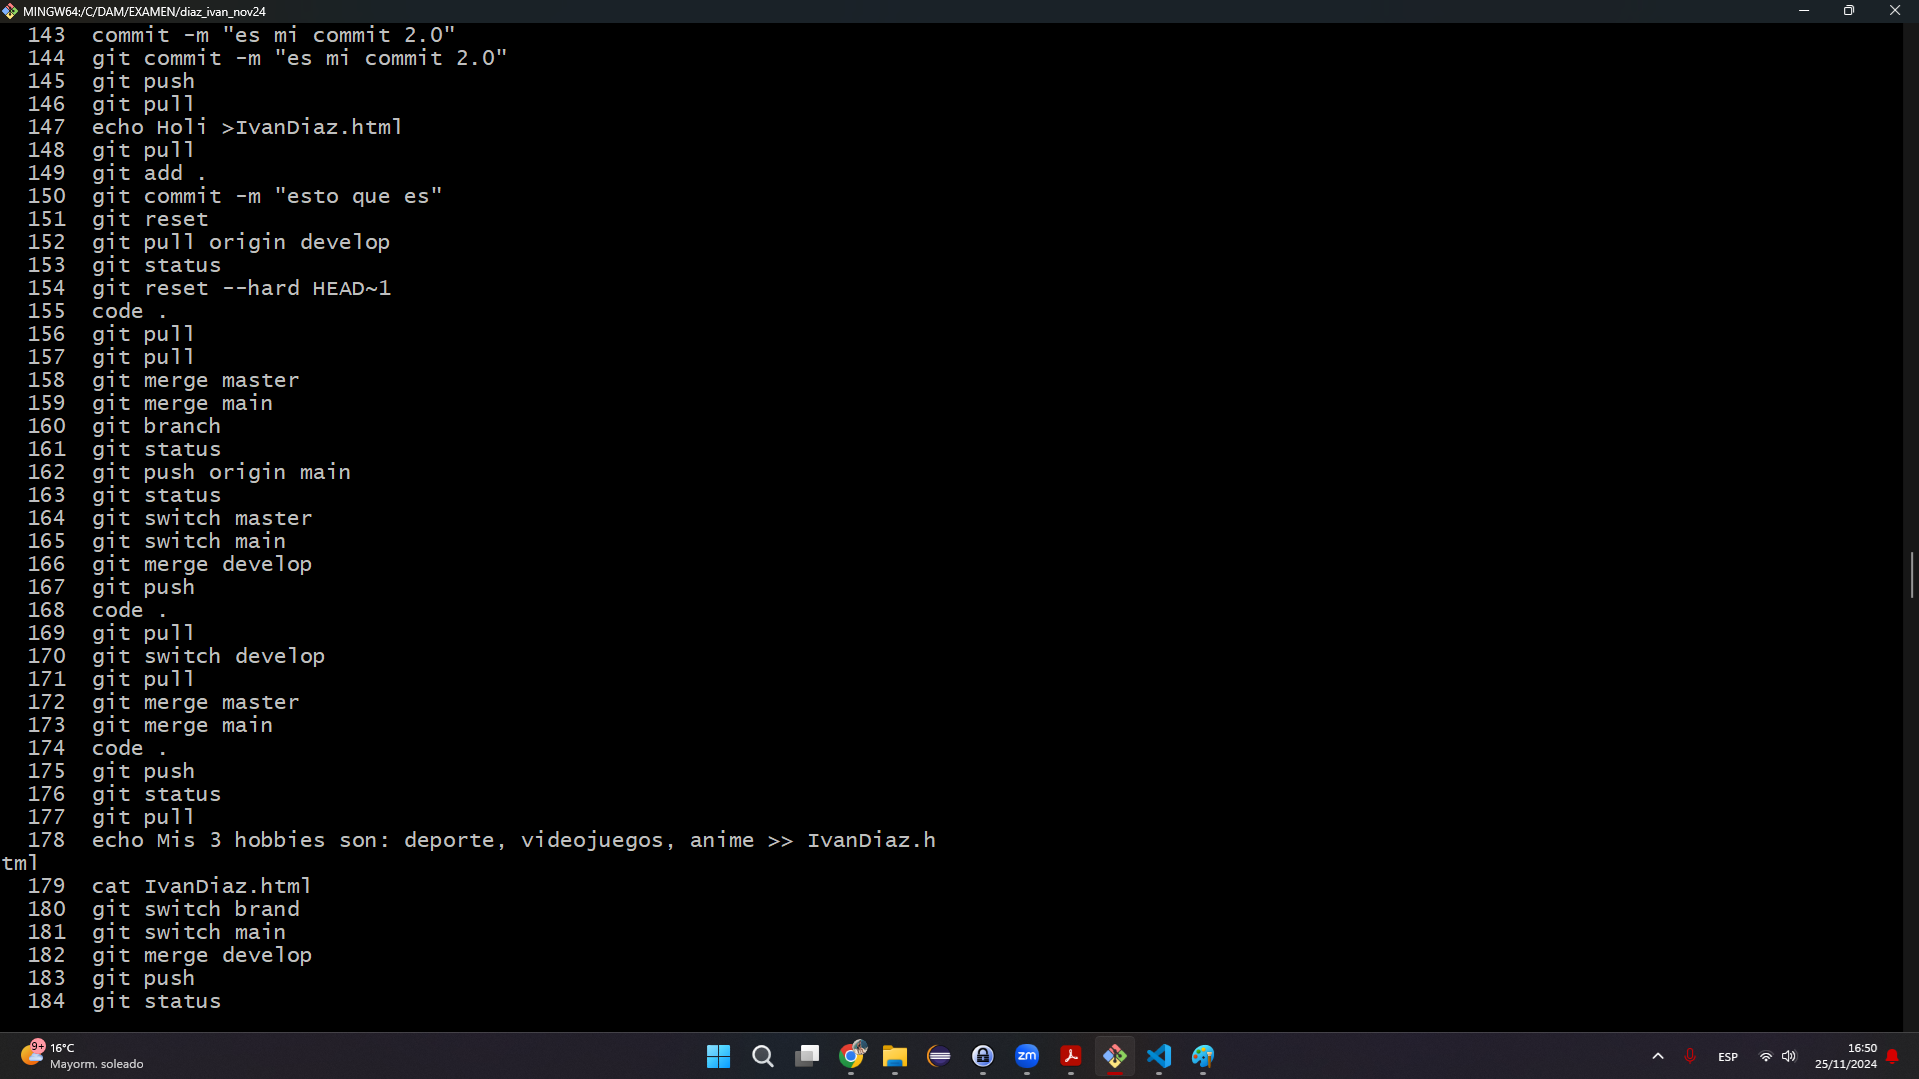 MINGW64:/C/DAM/EXAMEN/diaz_ivan_nov24
143 commit -m "es mi commit 2.0"
144 git commit -m "es mi commit 2.0"
145 git push
146 git pull
147 echo Holi >IvanDiaz.html
148 git pull
149 git add .
150 git commit -m "esto que es"
151 git reset
152 git pull origin develop
153 git status
154 git reset --hard HEAD~1
155 code .
156 git pull
157 git pull
158 git merge master
159 git merge main
160 git branch
161 git status
162 git push origin main
163 git status
164 git switch master
165 git switch main
166 git merge develop
167 git push
168 code .
169 git pull
170 git switch develop
171 git pull
172 git merge master
173 git merge main
174 code .
175 git push
176 git status
177 git pull
178 echo Mis 3 hobbies son: deporte, videojuegos, anime >> IvanDiaz.h
tml
179 cat IvanDiaz.html
180 git switch brand
181 git switch main
182 git merge develop
183 git push
184 git status
9+
16°C
Mayorm. soleado
zm
ESP
16:50
25/11/2024